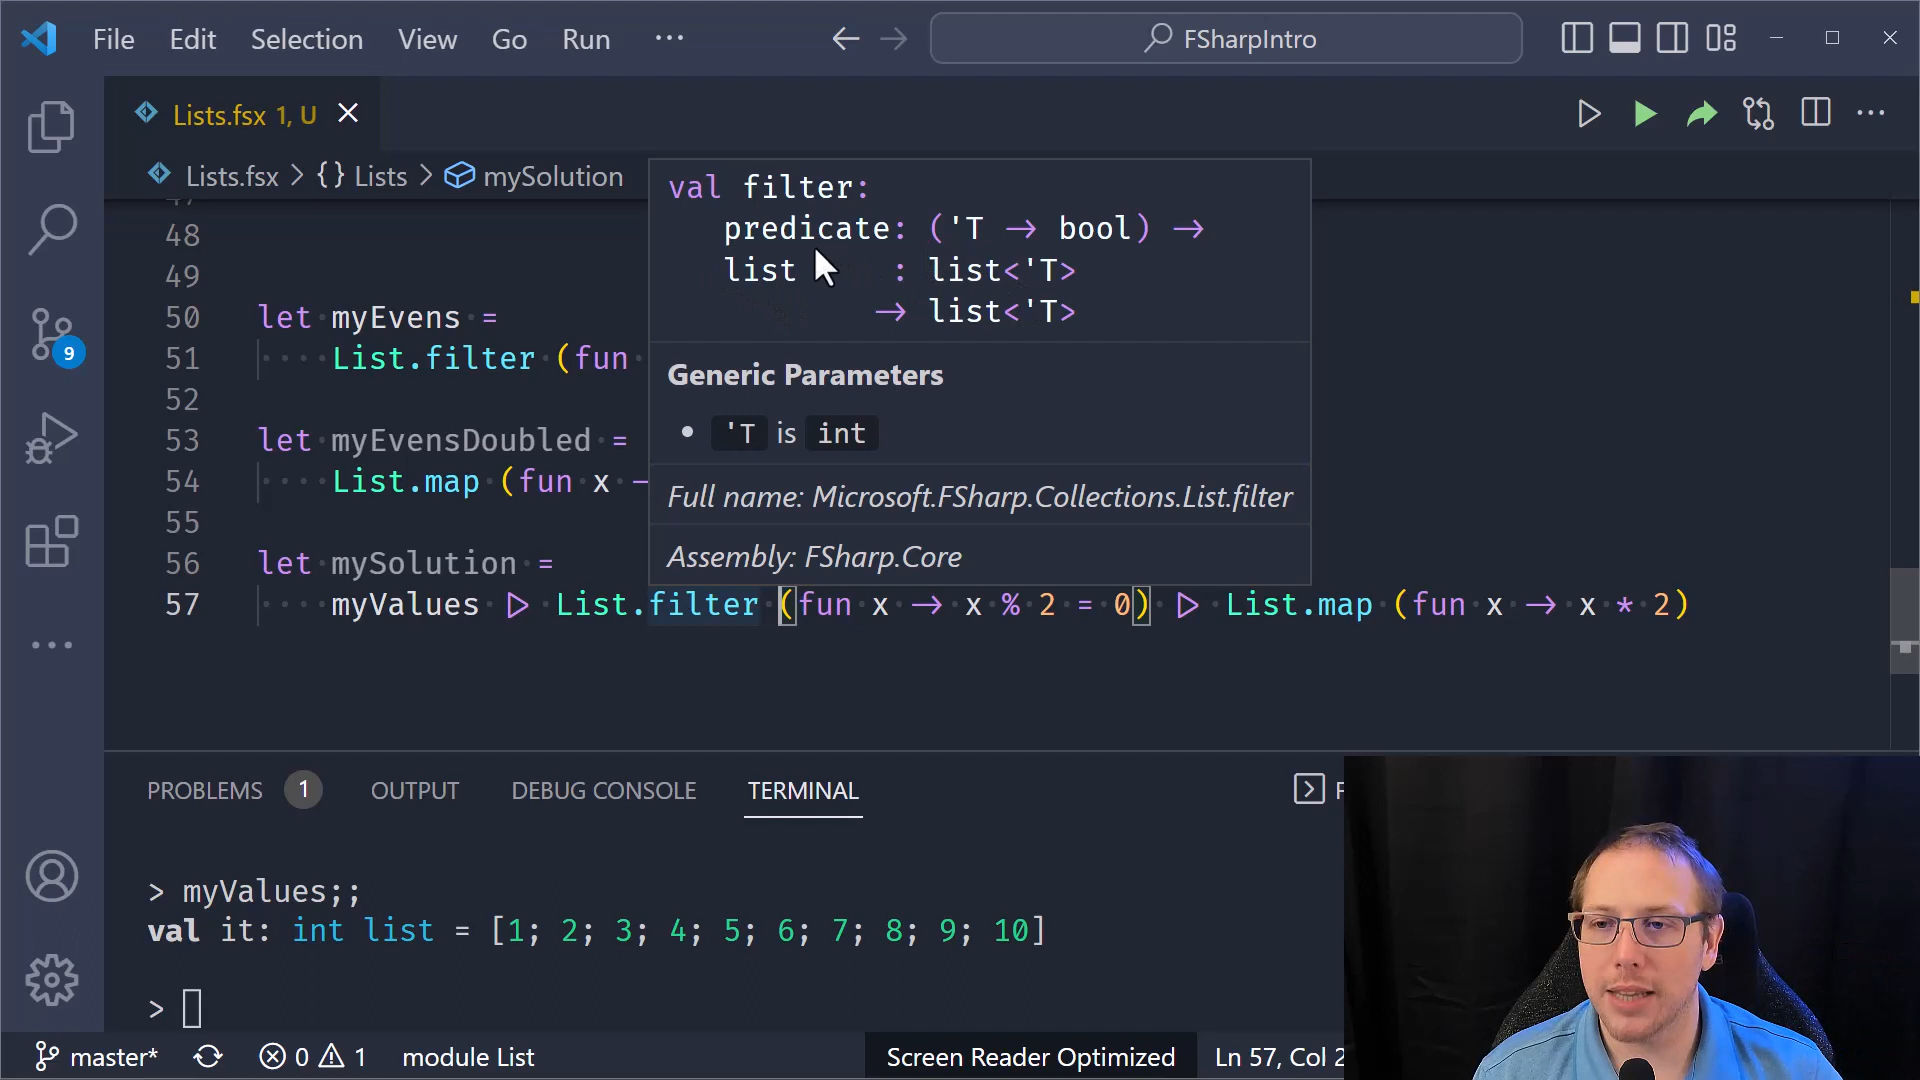 File Edit Selection View Go Run ··· FSharpIntro
Lists.fsx 1, U
Lists.fsx > {} Lists > mySolution
val filter:
predicate: ('T → bool) →
list : list<'T>
→ list<'T>
Generic Parameters
• 'T is int
Full name: Microsoft.FSharp.Collections.List.filter
Assembly: FSharp.Core
48
49
50 let myEvens =
51 List.filter (fun
52
53 let myEvensDoubled =
54 List.map (fun x
55
56 let mySolution =
57 myValues ▷ List.filter (fun x → x % 2 = 0) ▷ List.map (fun x → x * 2)
9
PROBLEMS 1 OUTPUT DEBUG CONSOLE TERMINAL
> myValues;;
val it: int list = [1; 2; 3; 4; 5; 6; 7; 8; 9; 10]
>
master* 0 1 module List Screen Reader Optimized Ln 57, Col 2